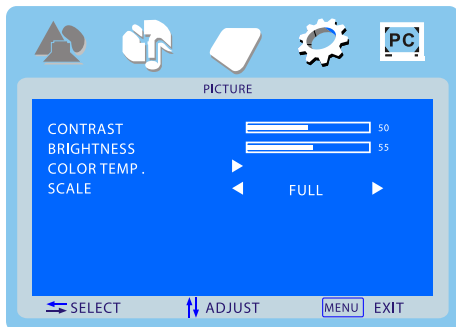 PC
PICTURE
CONTRAST 50
BRIGHTNESS 55
COLOR TEMP .
SCALE FULL
SELECT ADJUST MENU EXIT